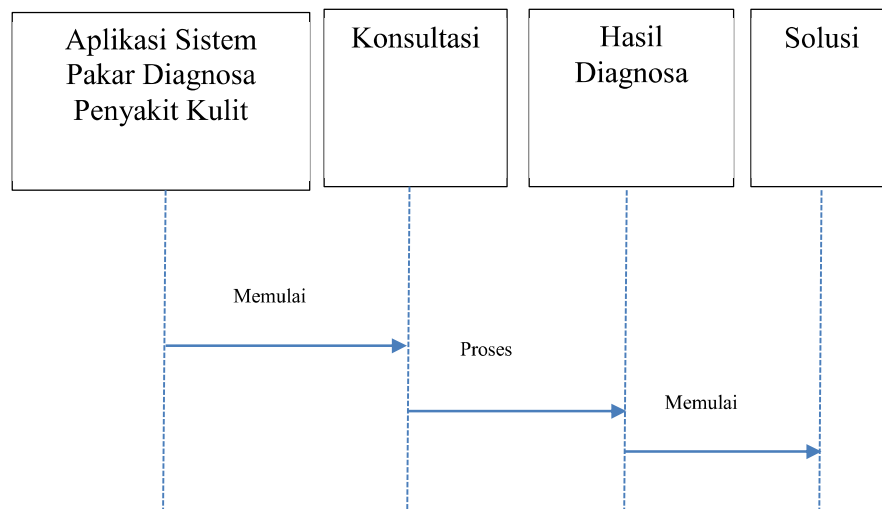 Aplikasi Sistem
Pakar Diagnosa
Penyakit Kulit
Konsultasi
Hasil
Diagnosa
Solusi
Memulai
Proses
Memulai